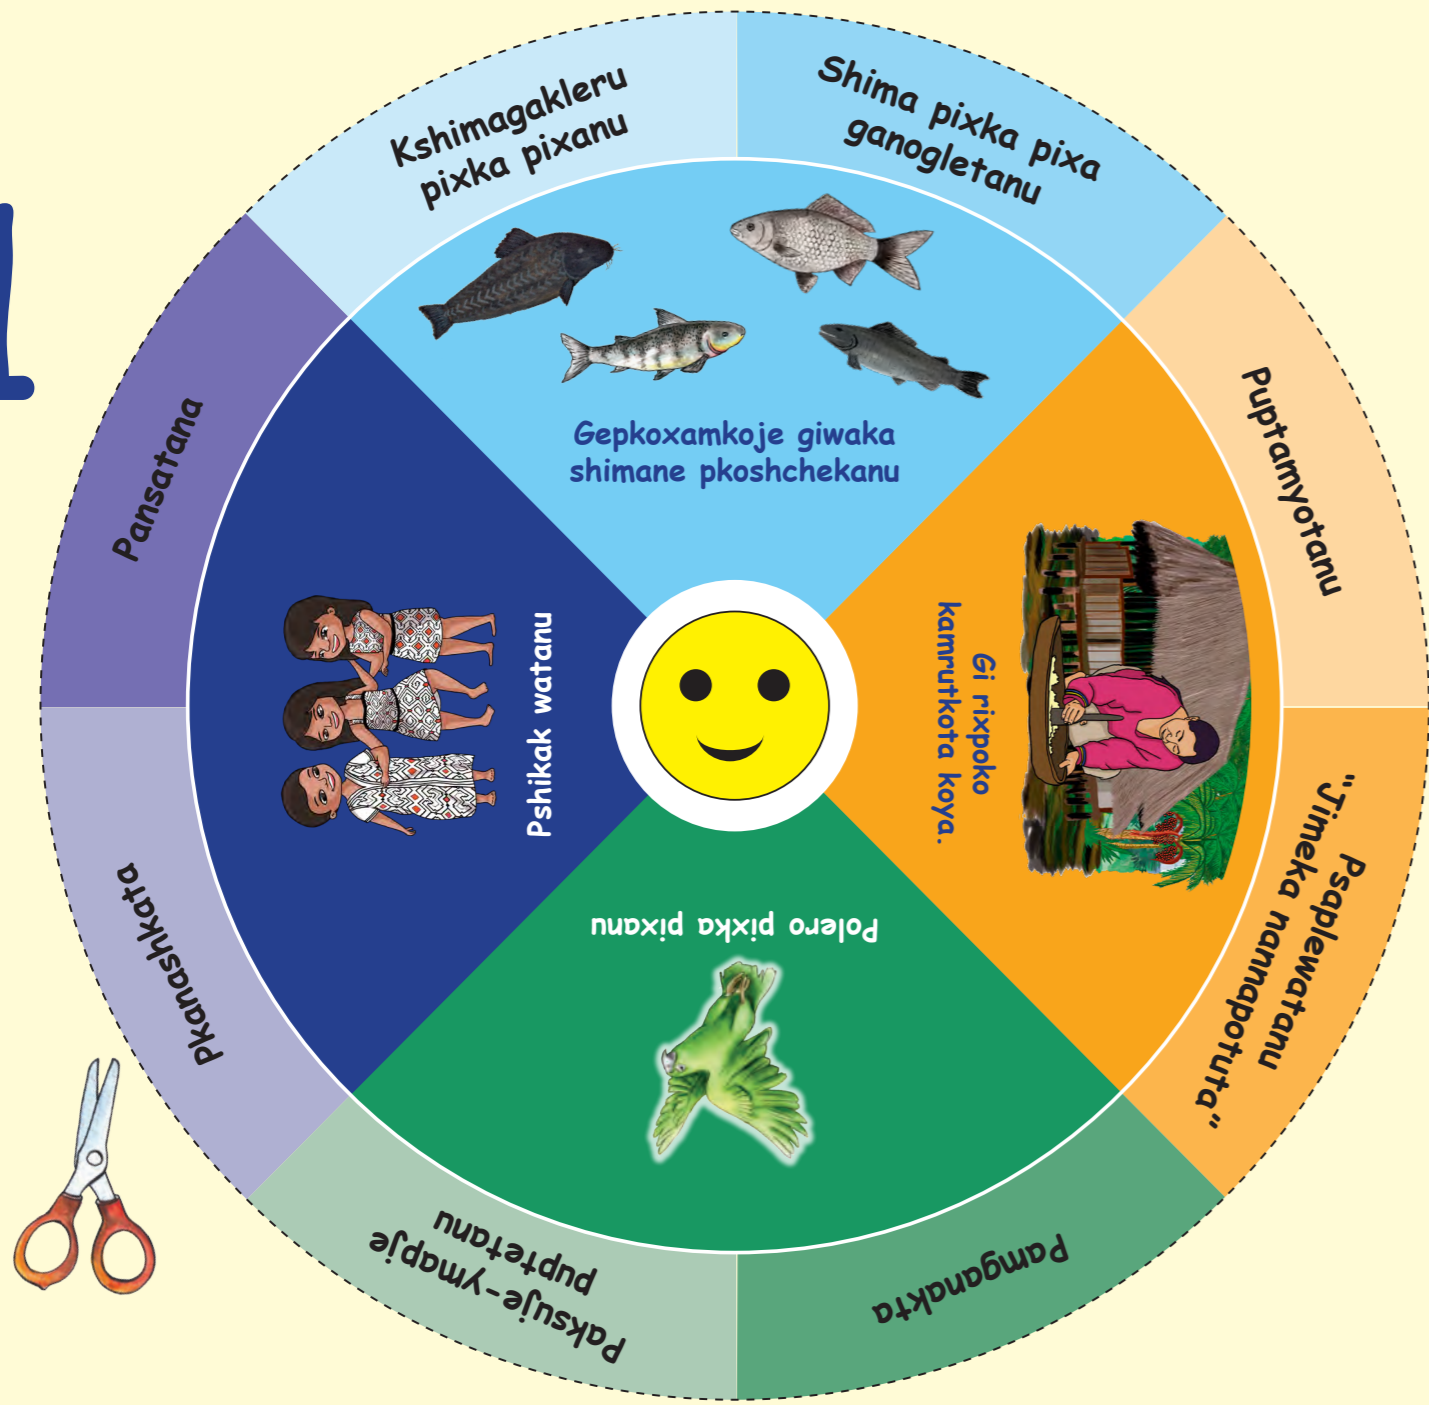 Kshimagakleru
pixka pixanu
Shima pixka pixa
ganogletanu
Puptamyotanu
Psaplewatanu
"Jimeka nannapotuta"
Pamganakta
Paksuje-ymapje
puptetanu
Pkanashkata
Pansatana
Gepkoxamkoje giwaka
shimane pkoshchekanu
Gi rixpoko
kamrutkota koya.
Polero pixka pixanu
Pshikak watanu